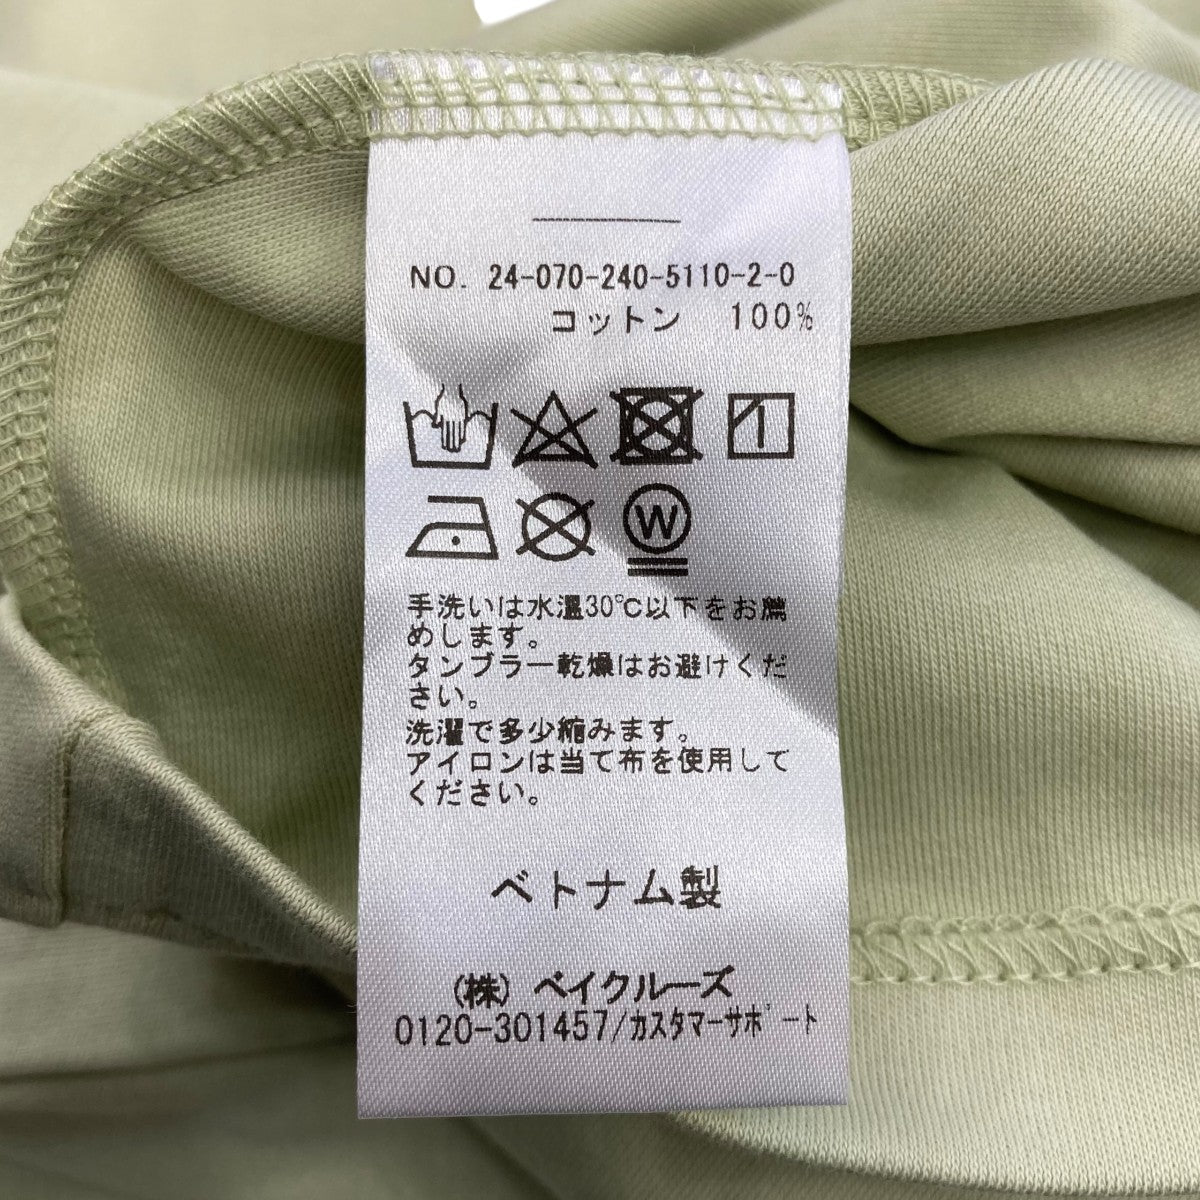 NO. 24-070-240-5110-2-0
コットン 100%
W
手洗いは水温30℃以下をお薦
めします。
タンブラー乾燥はお避けくだ
さい。
洗濯で多少縮みます。
アイロンは当て布を使用して
ください。
ベトナム製
(株) ベイクルーズ
0120-301457/カスタマーサポート